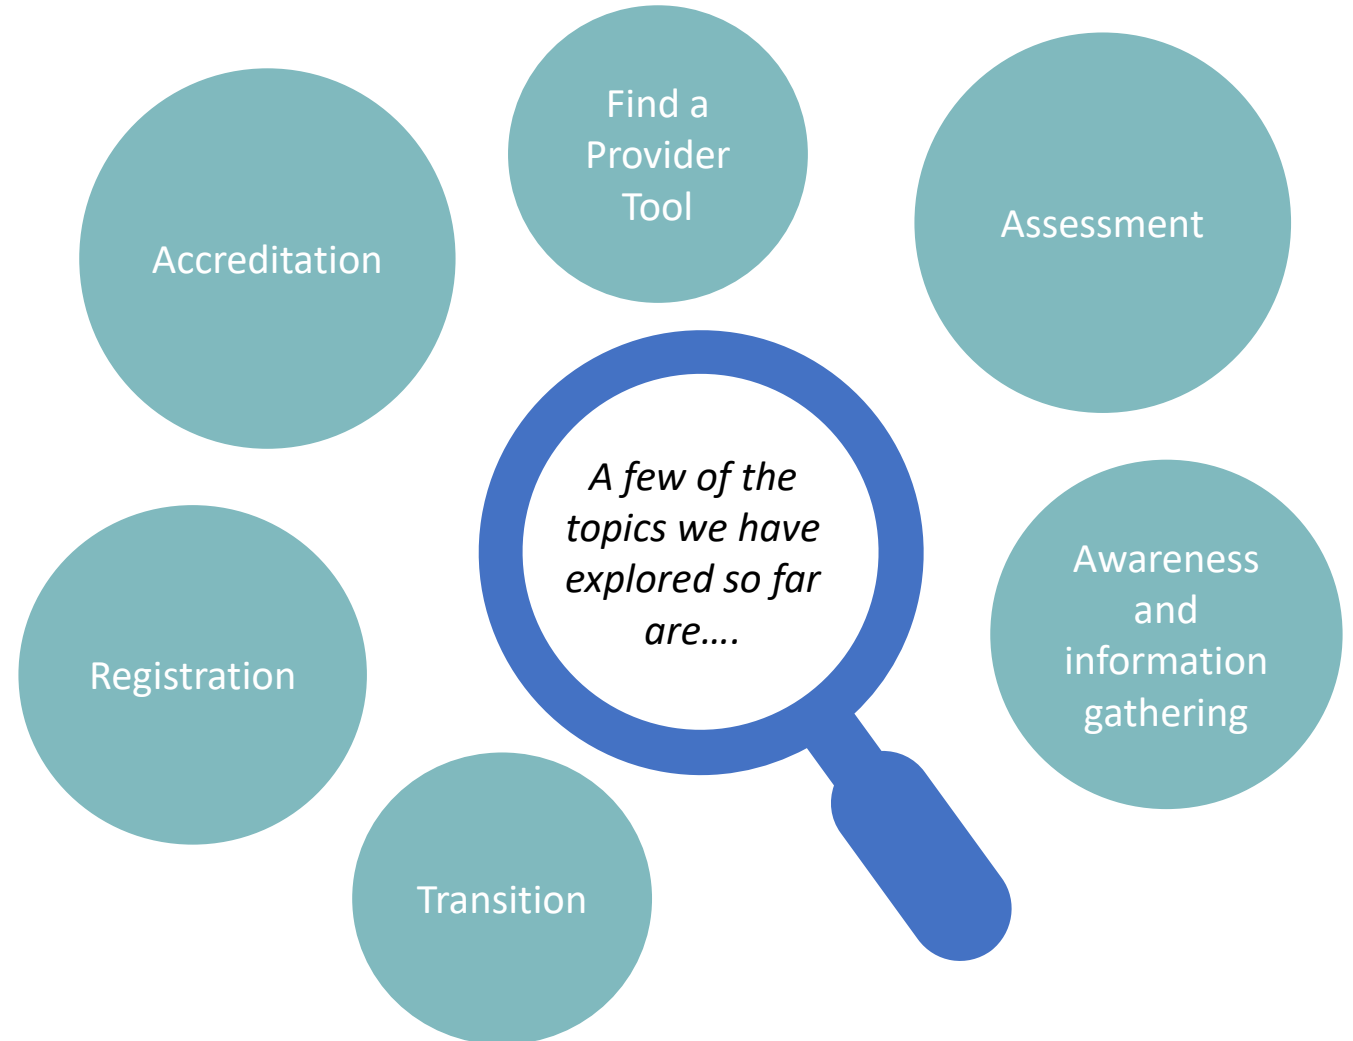 Find a
Provider
Tool
Assessment
Accreditation
A few of the
topics we have
explored so far
are....
Awareness
and
information
gathering
Registration
Transition